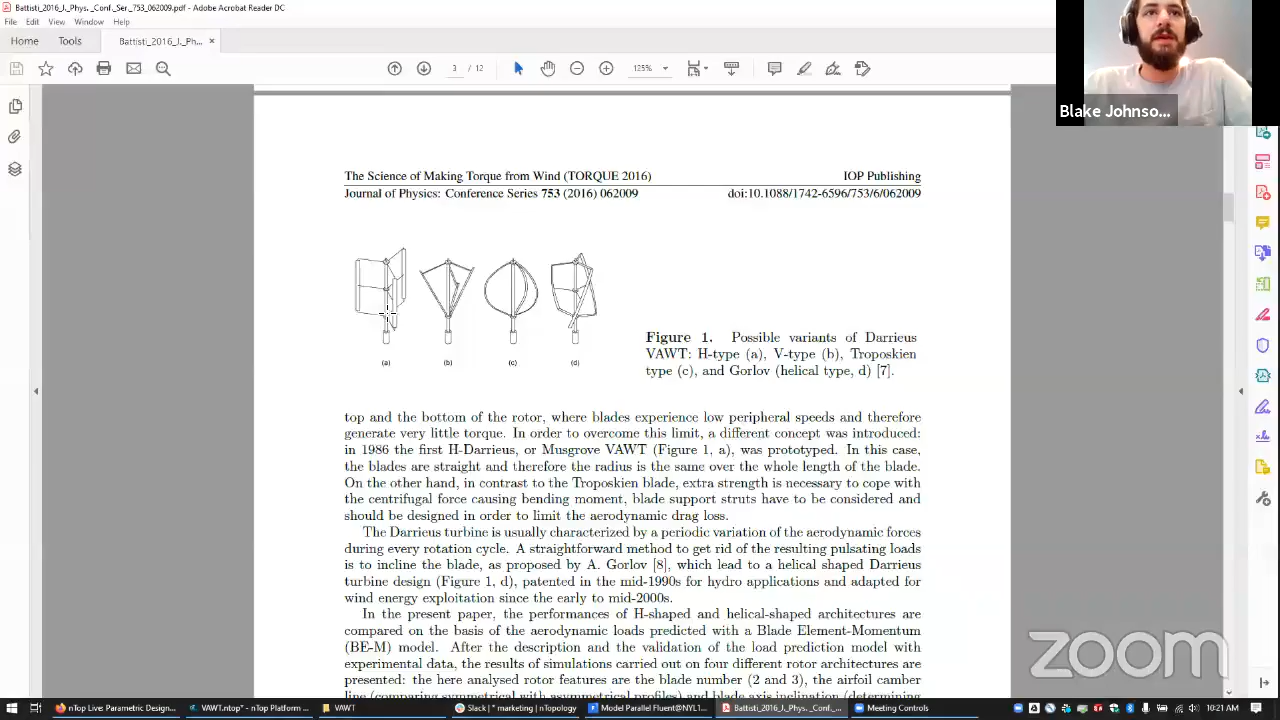 Battisti_2016_J._Phys._Conf._Ser._753_062009.pdf - Adobe Acrobat Reader DC
File Edit View Window Help
Home Tools Battisti_2016_J._Ph... ×
3 / 12 125%
Blake Johnso...
The Science of Making Torque from Wind (TORQUE 2016) IOP Publishing
Journal of Physics: Conference Series 753 (2016) 062009 doi:10.1088/1742-6596/753/6/062009
(a) (b) (c) (d)
Figure 1. Possible variants of Darrieus
VAWT: H-type (a), V-type (b), Troposkien
type (c), and Gorlov (helical type, d) [7].
top and the bottom of the rotor, where blades experience low peripheral speeds and therefore
generate very little torque. In order to overcome this limit, a different concept was introduced:
in 1986 the first H-Darrieus, or Musgrove VAWT (Figure 1, a), was prototyped. In this case,
the blades are straight and therefore the radius is the same over the whole length of the blade.
On the other hand, in contrast to the Troposkien blade, extra strength is necessary to cope with
the centrifugal force causing bending moment, blade support struts have to be considered and
should be designed in order to limit the aerodynamic drag loss.
The Darrieus turbine is usually characterized by a periodic variation of the aerodynamic forces
during every rotation cycle. A straightforward method to get rid of the resulting pulsating loads
is to incline the blade, as proposed by A. Gorlov [8], which lead to a helical shaped Darrieus
turbine design (Figure 1, d), patented in the mid-1990s for hydro applications and adapted for
wind energy exploitation since the early to mid-2000s.
In the present paper, the performances of H-shaped and helical-shaped architectures are
compared on the basis of the aerodynamic loads predicted with a Blade Element-Momentum
(BE-M) model. After the description and the validation of the load prediction model with
experimental data, the results of simulations carried out on four different rotor architectures are
presented: the here analysed rotor features are the blade number (2 and 3), the airfoil camber
line (comparing symmetrical with asymmetrical profiles) and blade axis inclination (determining
zoom
nTop Live: Parametric Design... VAWT.ntop* - nTop Platform ... VAWT Slack | * marketing | nTopology Model Parallel Fluent@NYL1... Battisti_2016_J._Phys._Conf._... Meeting Controls 10:21 AM